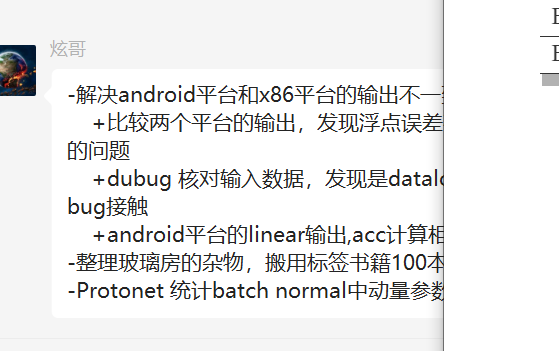 炫哥
-解决android平台和x86平台的输出不一
+比较两个平台的输出，发现浮点误差
的问题
+dubug 核对输入数据，发现是datalo
bug接触
+android平台的linear输出,acc计算相
-整理玻璃房的杂物，搬用标签书籍100本
-Protonet 统计batch normal中动量参数